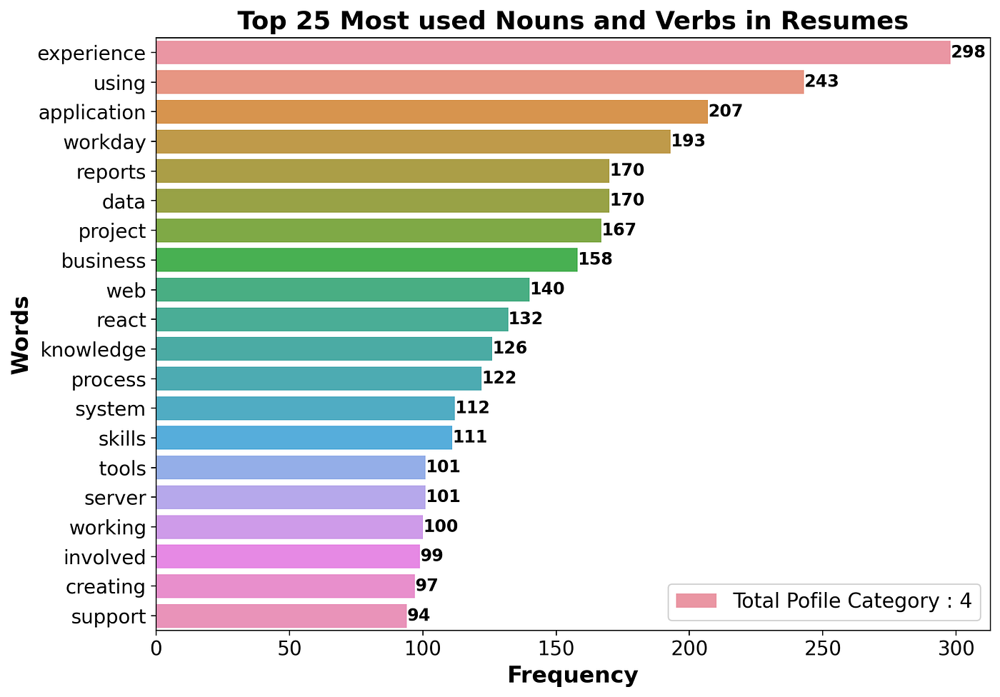 Top 25 Most used Nouns and Verbs in Resumes
experience 298
using 243
application 207
workday 193
reports 170
data 170
project 167
business 158
web 140
react 132
knowledge 126
process 122
system 112
skills 111
tools 101
server 101
working 100
involved 99
creating 97
support 94
Words
Total Pofile Category : 4
0 50 100 150 200 250 300
Frequency